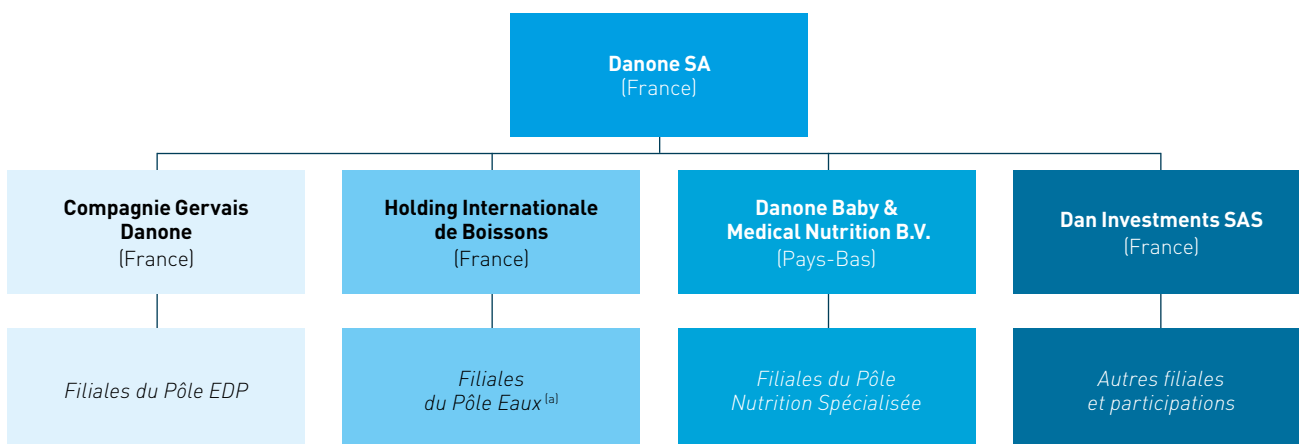 Danone SA
(France)
Compagnie Gervais
Danone
(France)
Holding Internationale
de Boissons
(France)
Danone Baby &
Medical Nutrition B.V.
(Pays-Bas)
Dan Investments SAS
(France)
Filiales du Pôle EDP
Filiales
du Pôle Eaux (a)
Filiales du Pôle
Nutrition Spécialisée
Autres filiales
et participations